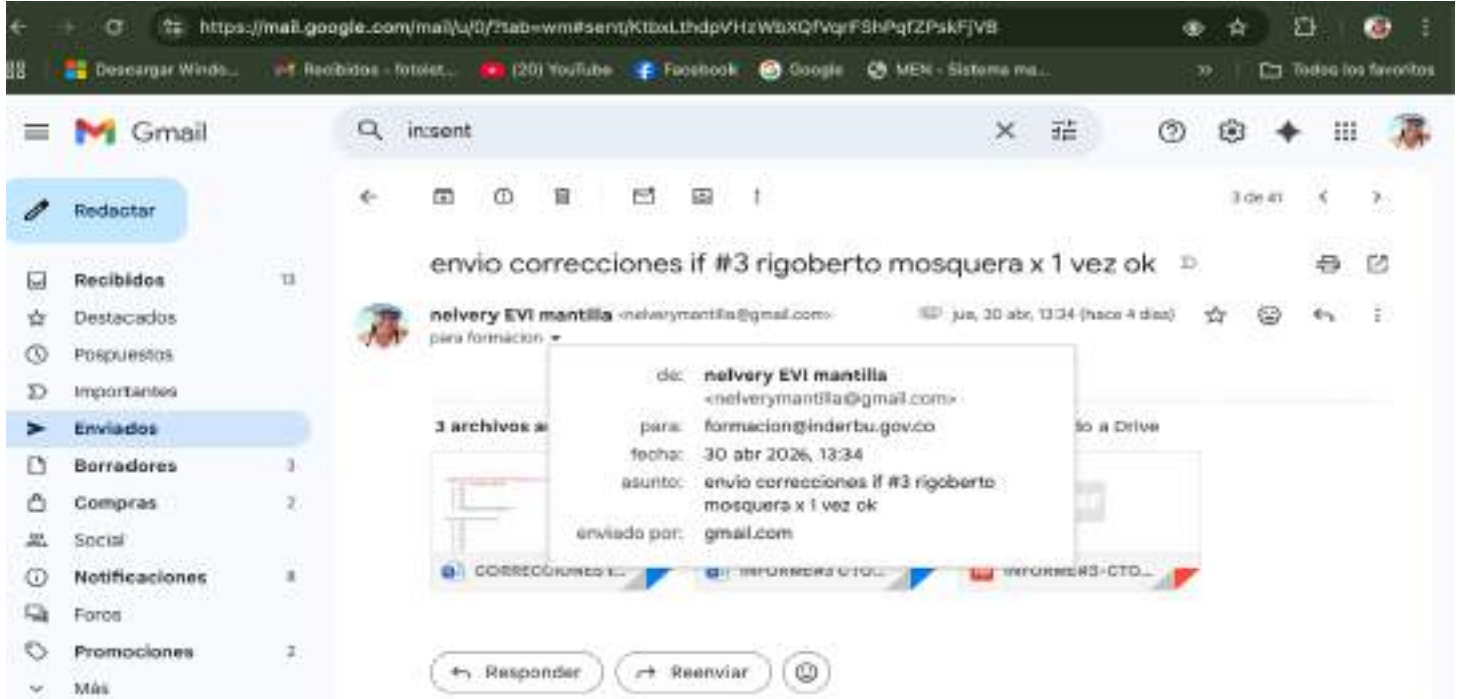 https://mail.google.com/mail/u/0/?tab=wm#sent/
Descargar Windo...
Recibidos - fotolet...
(20) YouTube
Facebook
Google
MEN - Sistema ma...
Todos los favoritos
Gmail
in:sent
Redactar
3 de 41
envio correcciones if #3 rigoberto mosquera x 1 vez ok
Recibidos 13
nelvery EVI mantilla <nelverymantilla@gmail.com>
jue, 30 abr, 13:34 (hace 4 días)
Destacados
para formacion
Pospuestos
de: nelvery EVI mantilla
<nelverymantilla@gmail.com>
Importantes
Enviados
3 archivos
para: formacion@inderbu.gov.co
a Drive
fecha: 30 abr 2026, 13:34
Borradores 3
asunto: envio correcciones if #3 rigoberto
mosquera x 1 vez ok
Compras 2
enviado por: gmail.com
Social
CORRECCIONES
INFORME#3 CTO...
INFORME#3-CTO...
Notificaciones 8
Foros
Promociones 2
Responder
Reenviar
Más